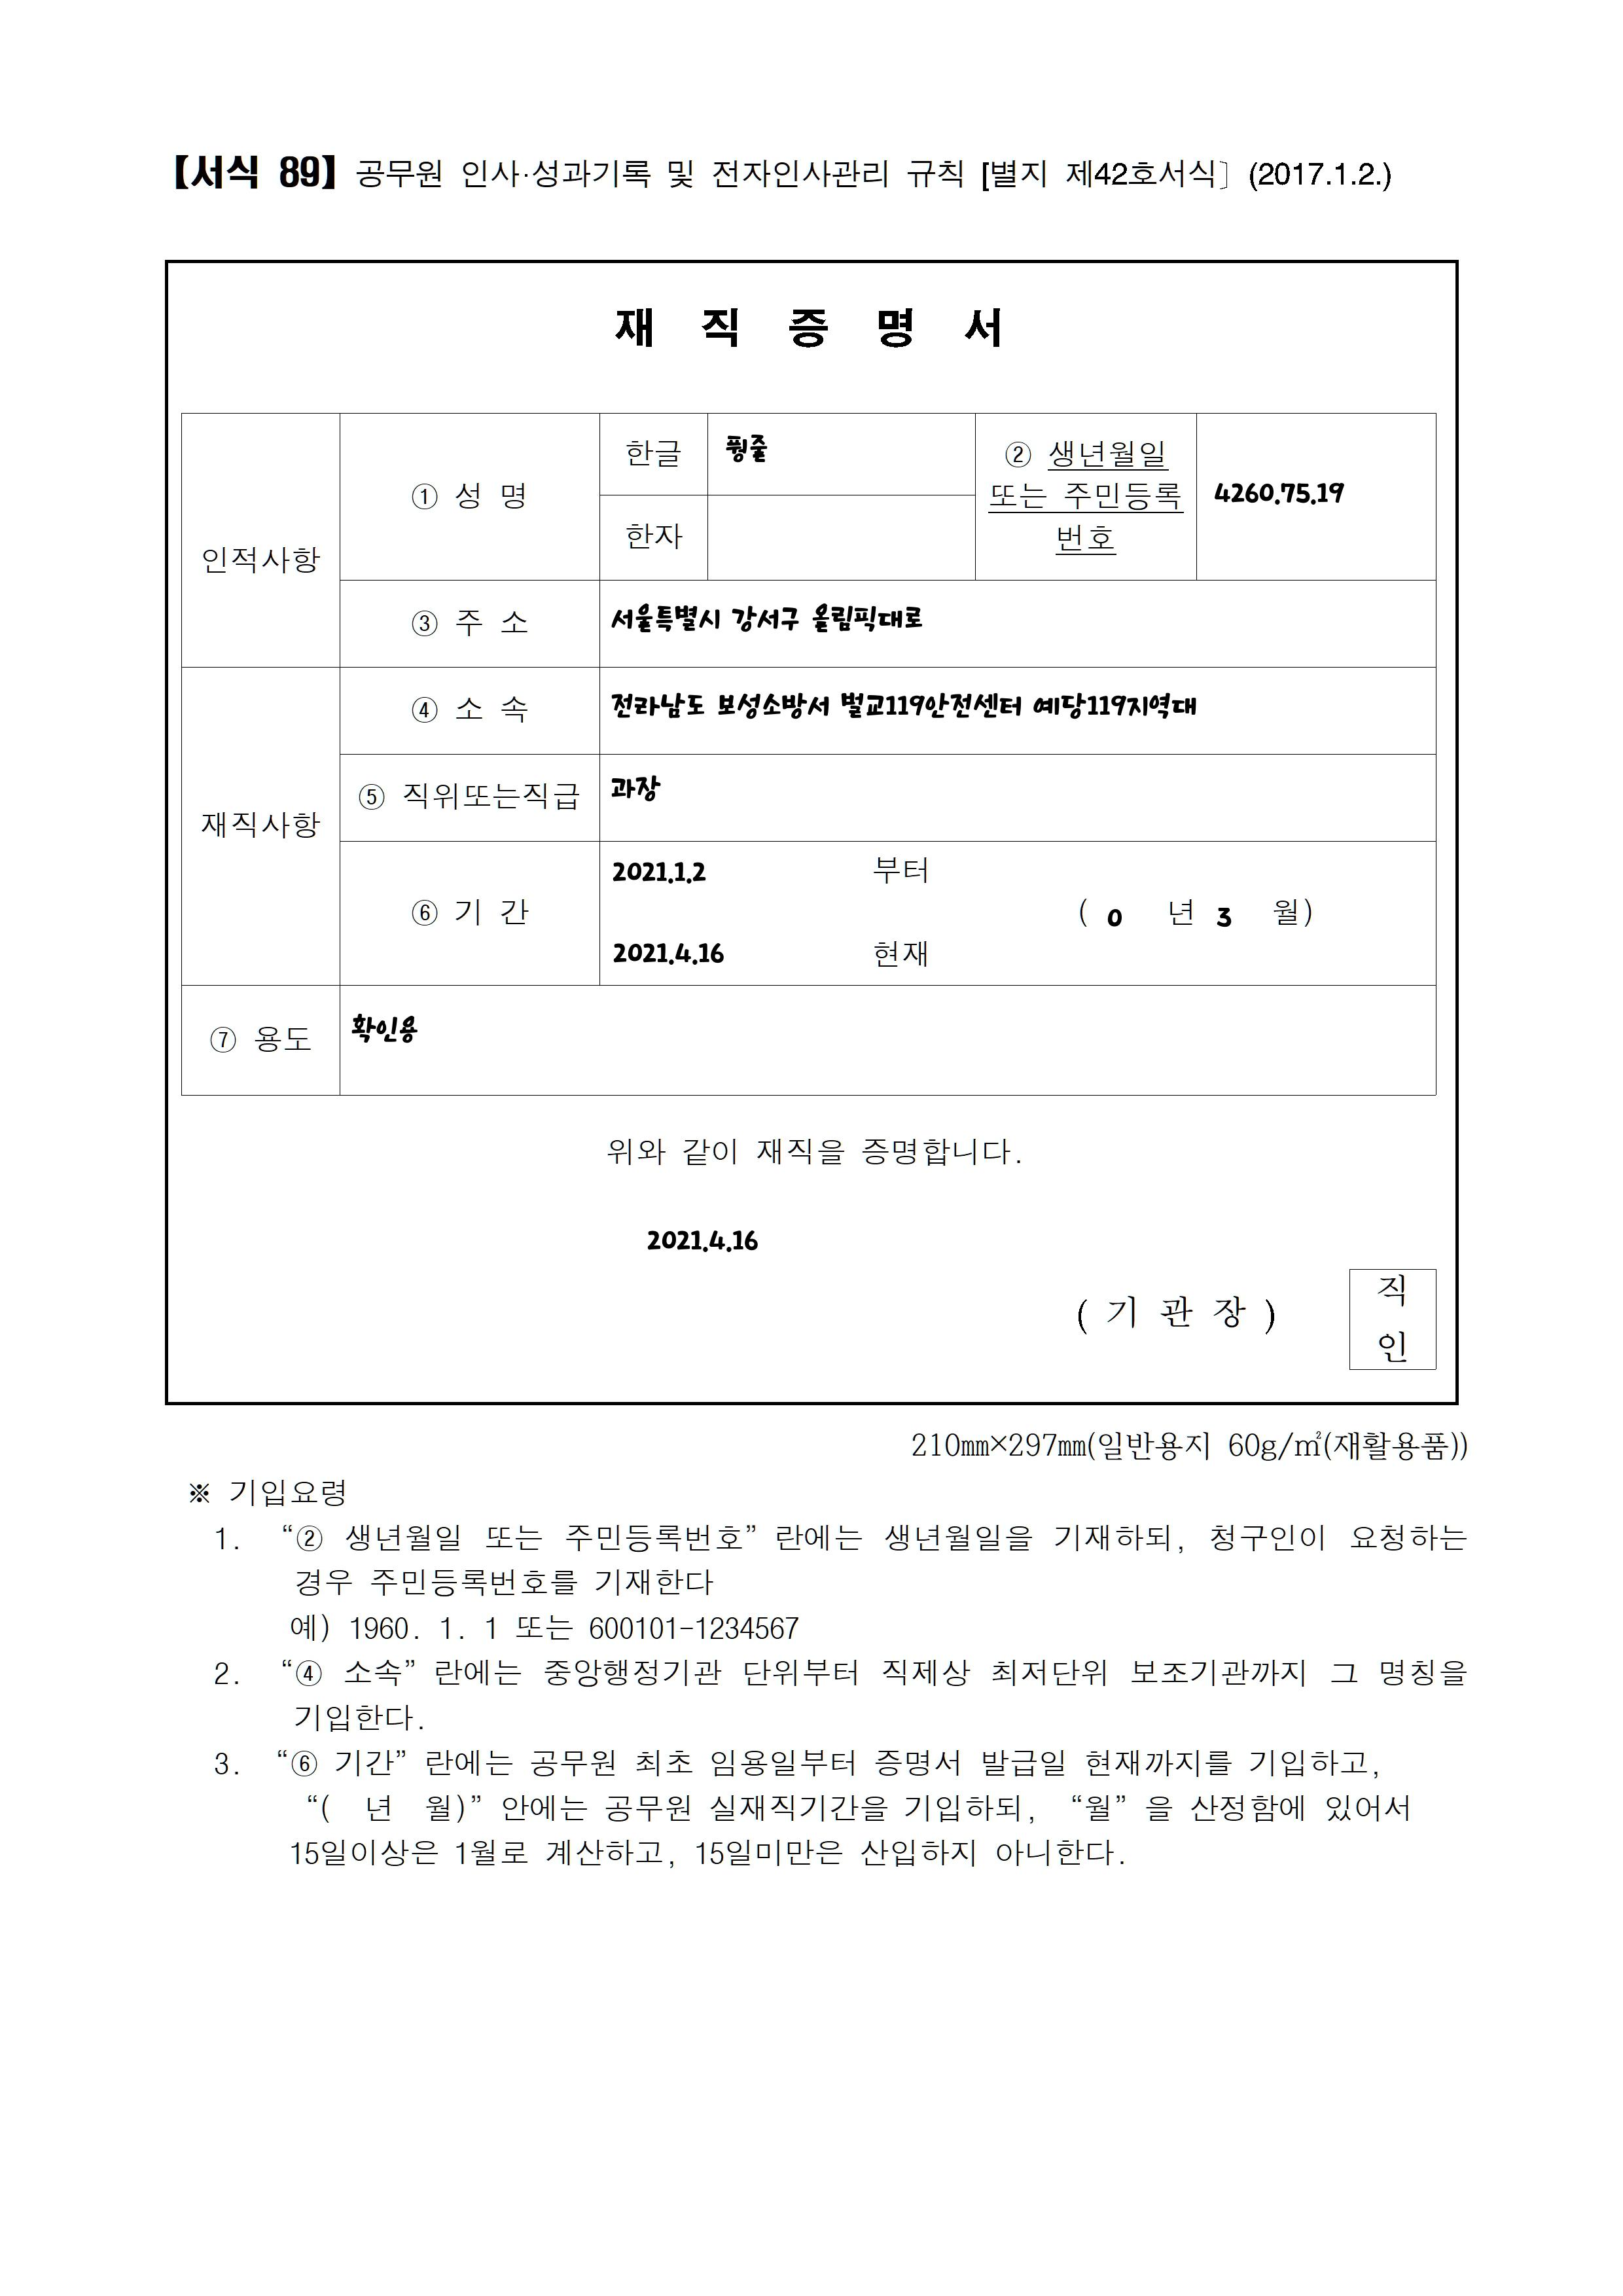 【서식 89】 공무원 인사·성과기록 및 전자인사관리 규칙 [별지 제42호서식〕 (2017.1.2.)
재 직 증 명 서
인적사항
① 성 명
한글
핑줄
한자
② 생년월일
또는 주민등록
번호
4260.75.19
③ 주 소
서울특별시 강서구 올림픽대로
재직사항
④ 소 속
전라남도 보성소방서 벌교119안전센터 예당119지역대
⑤ 직위또는직급
과장
⑥ 기 간
2021.1.2 부터
( 0 년 3 월)
2021.4.16 현재
⑦ 용도
확인용
위와 같이 재직을 증명합니다.
2021.4.16
( 기 관 장 )
직
인
210㎜×297㎜(일반용지 60g/㎡(재활용품))
※ 기입요령
1. “② 생년월일 또는 주민등록번호” 란에는 생년월일을 기재하되, 청구인이 요청하는
경우 주민등록번호를 기재한다
예) 1960. 1. 1 또는 600101-1234567
2. “④ 소속” 란에는 중앙행정기관 단위부터 직제상 최저단위 보조기관까지 그 명칭을
기입한다.
3. “⑥ 기간” 란에는 공무원 최초 임용일부터 증명서 발급일 현재까지를 기입하고,
“( 년 월)” 안에는 공무원 실재직기간을 기입하되, “월” 을 산정함에 있어서
15일이상은 1월로 계산하고, 15일미만은 산입하지 아니한다.